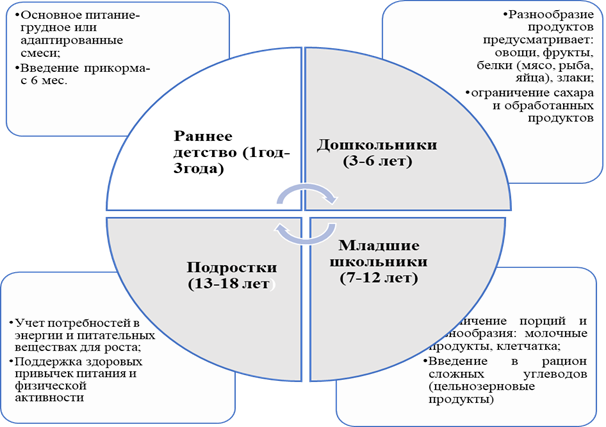 •Основное питание-
грудное или
адаптированные
смеси;
•Введение прикорма-
с 6 мес.
•Разнообразие
продуктов
предусматривает:
овощи, фрукты,
белки (мясо, рыба,
яйца), злаки;
•ограничение сахара
и обработанных
продуктов
Раннее
детство (1год-
3года)
Дошкольники
(3-6 лет)
Подростки
(13-18 лет)
Младшие
школьники
(7-12 лет)
•Учет потребностей в
энергии и питательных
веществах для роста;
•Поддержка здоровых
привычек питания и
физической
активности
порций и
молочные
продукты, клетчатка;
•Введение в рацион
сложных углеводов
(цельнозерновые
продукты)